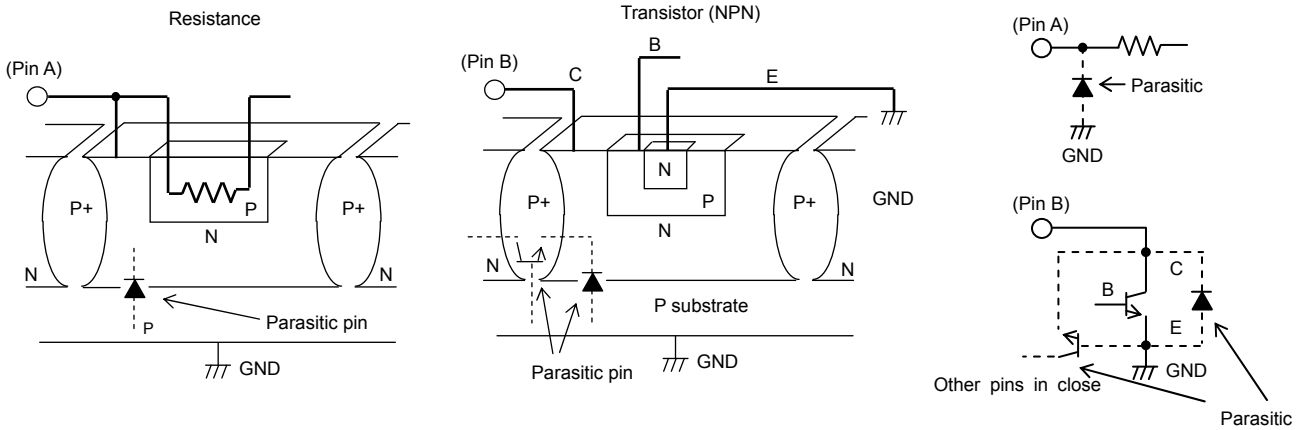 Resistance
(Pin A)
P+
P
P+
N
N
N
P
Parasitic pin
GND
Transistor (NPN)
(Pin B)
C
B
E
N
P+
P
P+
N
N
N
GND
P substrate
Parasitic pin
GND
(Pin A)
Parasitic
GND
(Pin B)
C
B
E
GND
Other pins in close
Parasitic